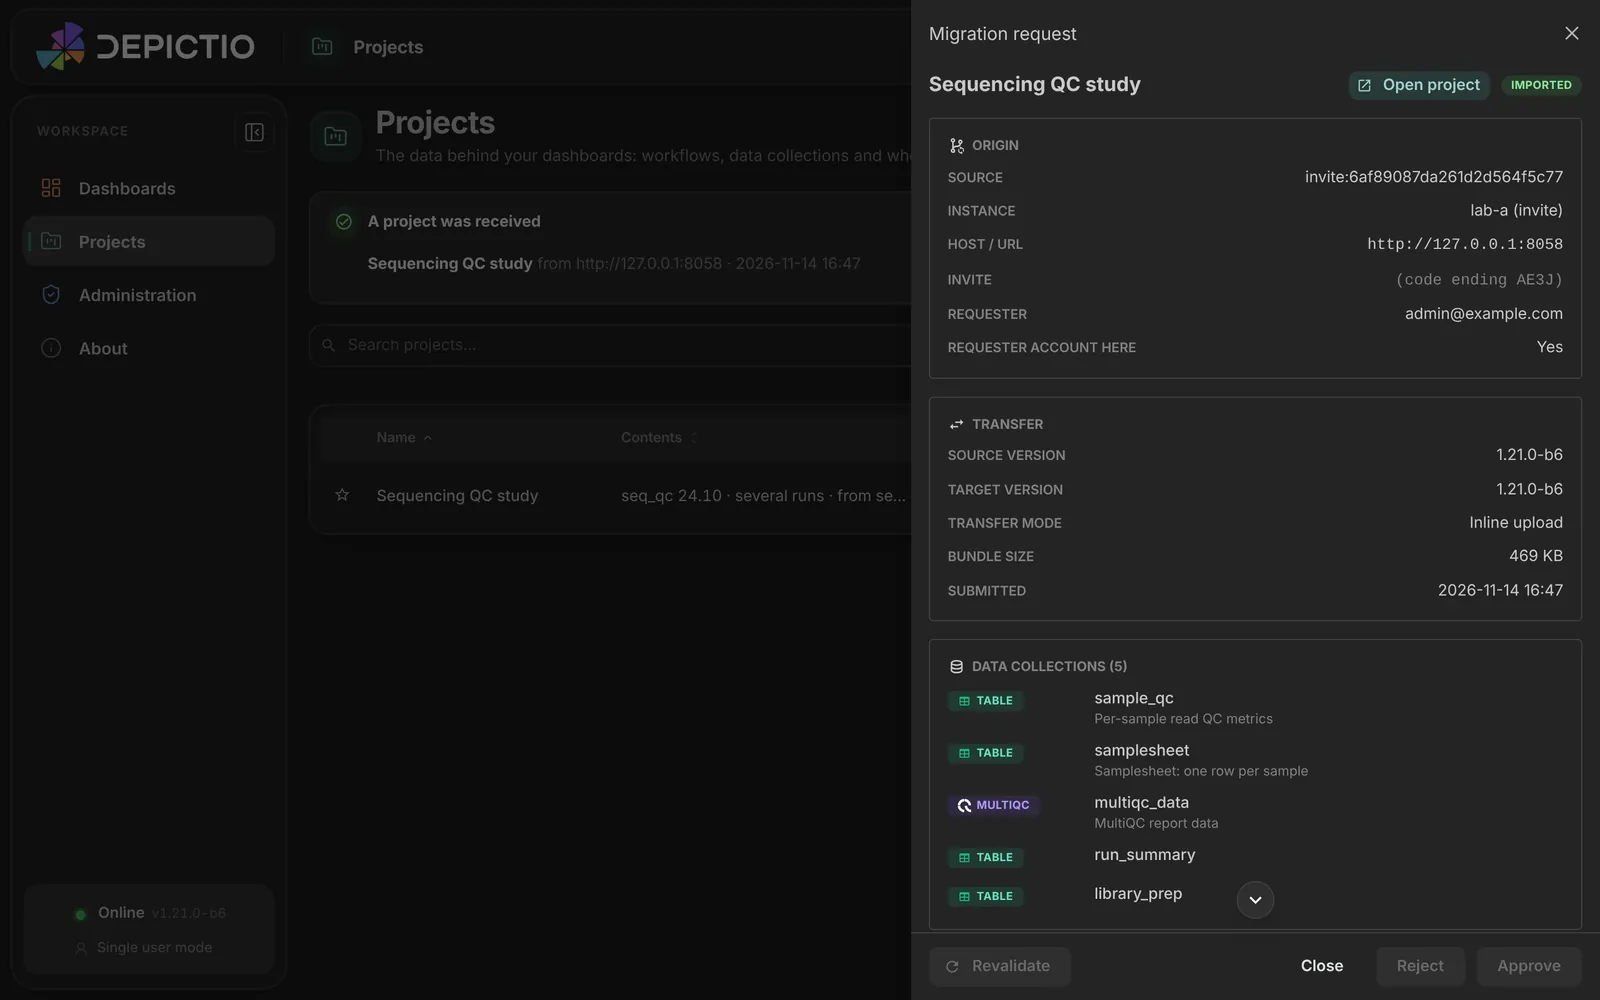 DEPICTIO
Projects
WORKSPACE
Dashboards
Projects
Administration
About
Online v1.21.0-b6
Single user mode
Projects
The data behind your dashboards: workflows, data collections and
A project was received
Sequencing QC study from http://127.0.0.1:8058 · 2026-11-14 16:47
Search projects...
Name Contents
Sequencing QC study seq_qc 24.10 · several runs · from se...
Migration request
Sequencing QC study Open project IMPORTED
ORIGIN
SOURCE invite:6af89087da261d2d564f5c77
INSTANCE lab-a (invite)
HOST / URL http://127.0.0.1:8058
INVITE (code ending AE3J)
REQUESTER admin@example.com
REQUESTER ACCOUNT HERE Yes
TRANSFER
SOURCE VERSION 1.21.0-b6
TARGET VERSION 1.21.0-b6
TRANSFER MODE Inline upload
BUNDLE SIZE 469 KB
SUBMITTED 2026-11-14 16:47
DATA COLLECTIONS (5)
TABLE sample_qc
Per-sample read QC metrics
TABLE samplesheet
Samplesheet: one row per sample
MULTIQC multiqc_data
MultiQC report data
TABLE run_summary
TABLE library_prep
Revalidate Close Reject Approve